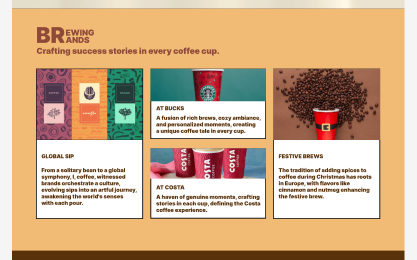 BREWING
BRANDS
Crafting success stories in every coffee cup.
GLOBAL SIP
From a solitary bean to a global
symphony, I, coffee, witnessed
brands orchestrate a culture,
evolving sips into an artful journey,
awakening the world's senses
with each pour.
AT BUCKS
A fusion of rich brews, cozy ambiance,
and personalized moments, creating
a unique coffee tale in every cup.
COSTA
COSTA
COSTA
AT COSTA
A haven of genuine moments, crafting
stories in each cup, defining the Costa
coffee experience.
FESTIVE BREWS
The tradition of adding spices to
coffee during Christmas has roots
in Europe, with flavors like
cinnamon and nutmeg enhancing
the festive brew.